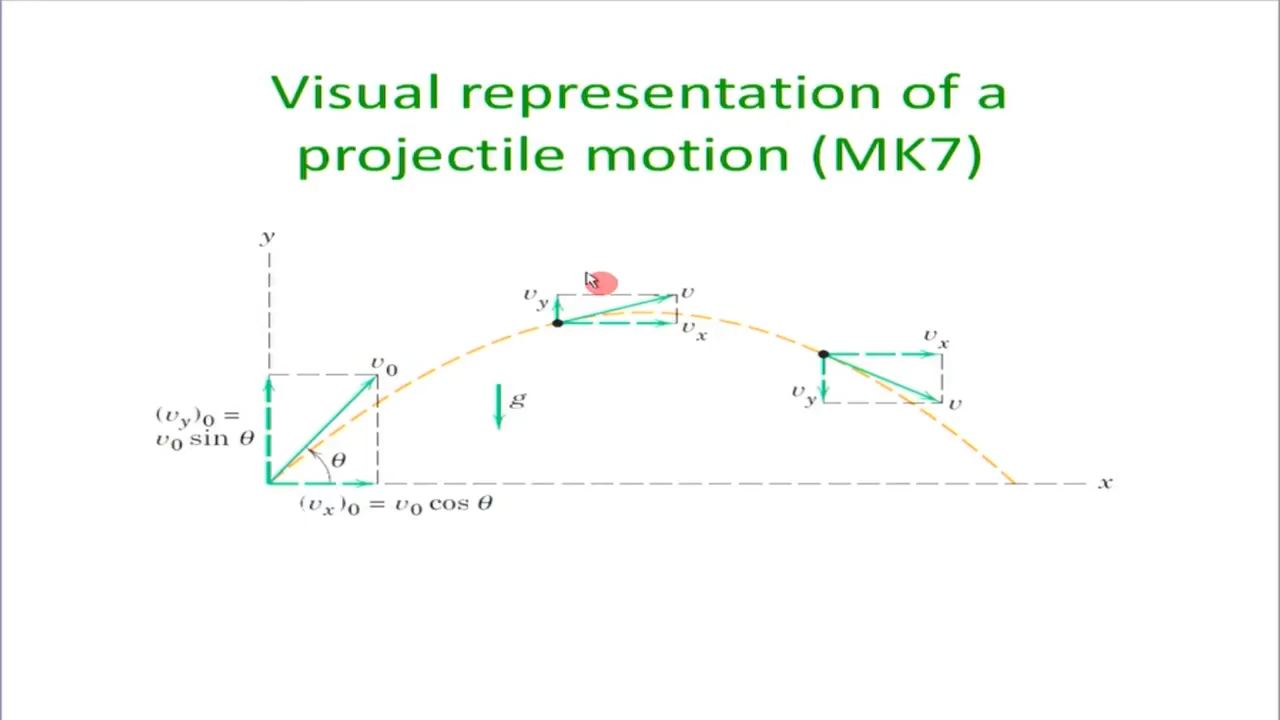 Visual representation of a
projectile motion (MK7)
y
v_y
v
v_x
v_x
v_0
v_y
v
g
(v_y)_0 =
v_0 sin θ
θ
x
(v_x)_0 = v_0 cos θ